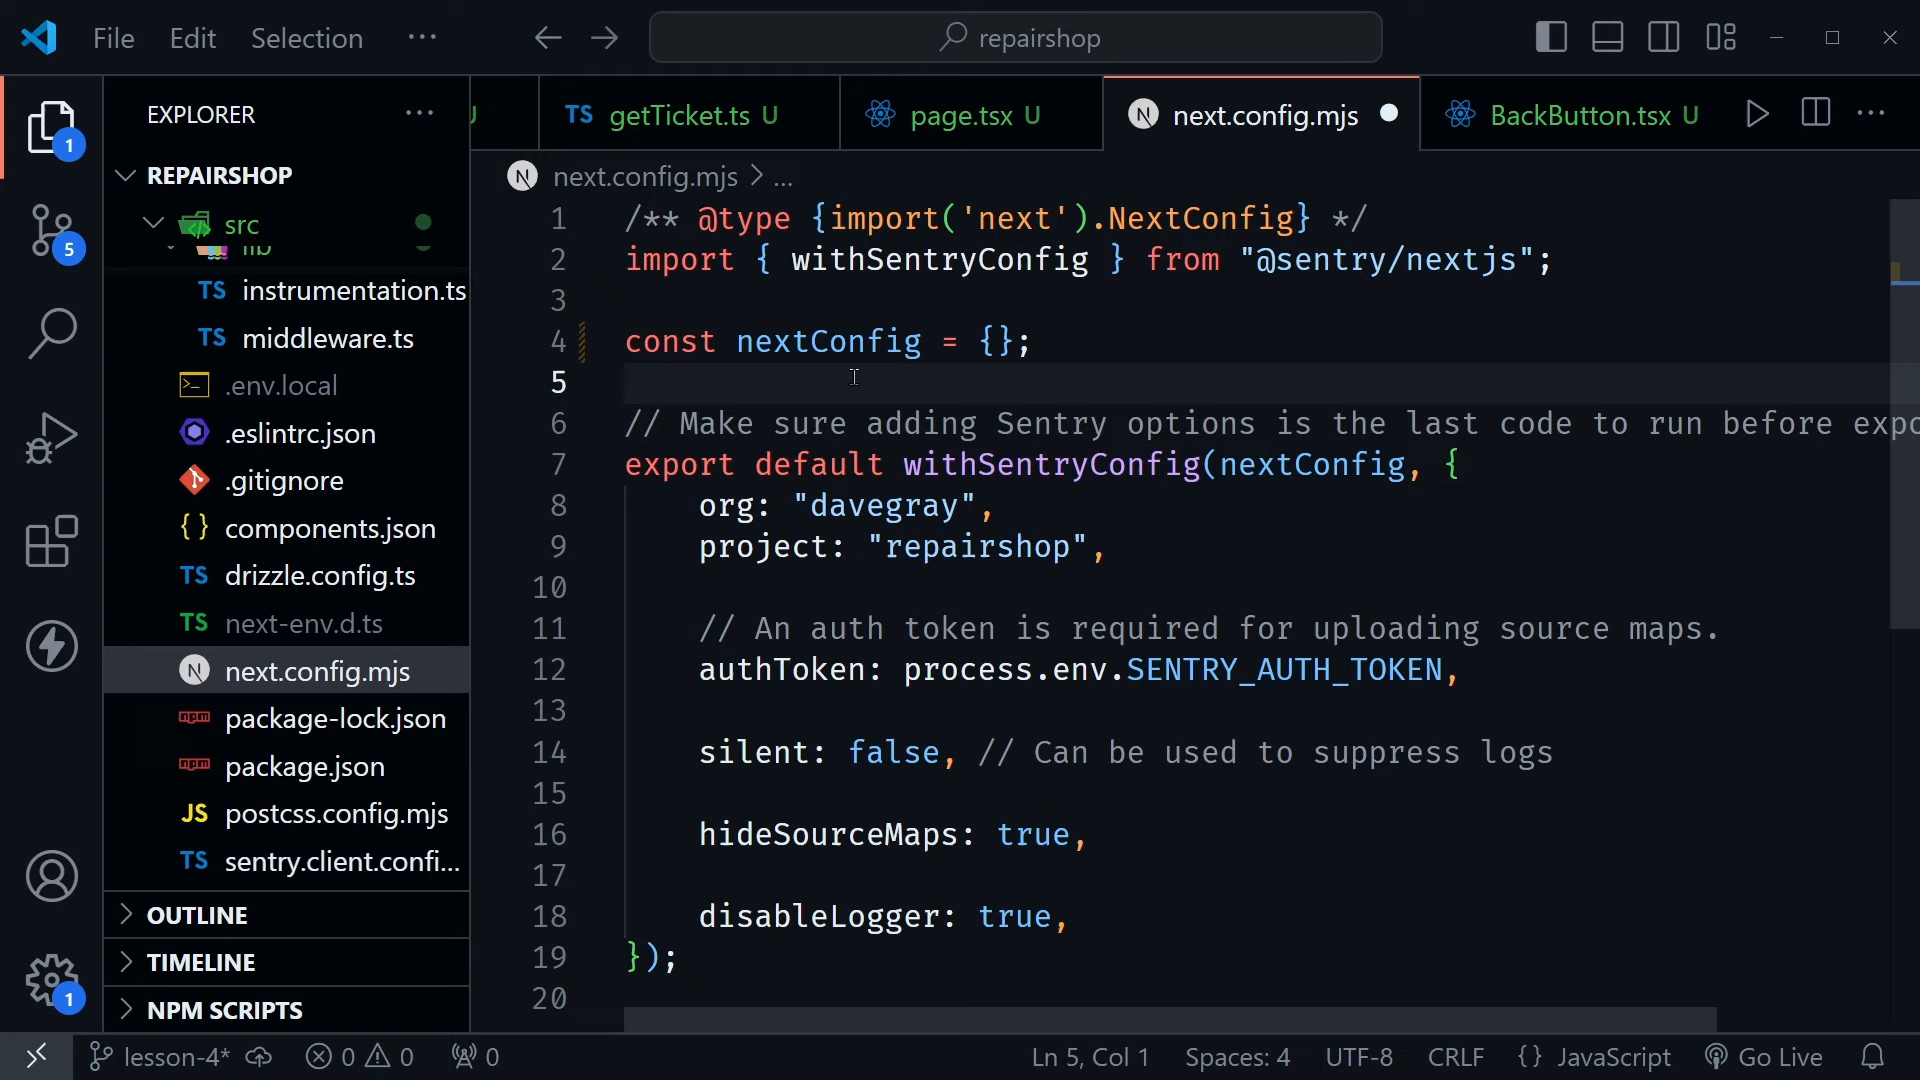 File Edit Selection ···
repairshop
EXPLORER ···
getTicket.ts U
page.tsx U
next.config.mjs
BackButton.tsx U
···
REPAIRSHOP
src
lib
instrumentation.ts
middleware.ts
.env.local
.eslintrc.json
.gitignore
components.json
drizzle.config.ts
next-env.d.ts
next.config.mjs
package-lock.json
package.json
postcss.config.mjs
sentry.client.confi...
OUTLINE
TIMELINE
NPM SCRIPTS
1
5
1
next.config.mjs > ...
1 /** @type {import('next').NextConfig} */
2 import { withSentryConfig } from "@sentry/nextjs";
3
4 const nextConfig = {};
5
6 // Make sure adding Sentry options is the last code to run before expo
7 export default withSentryConfig(nextConfig, {
8 org: "davegray",
9 project: "repairshop",
10
11 // An auth token is required for uploading source maps.
12 authToken: process.env.SENTRY_AUTH_TOKEN,
13
14 silent: false, // Can be used to suppress logs
15
16 hideSourceMaps: true,
17
18 disableLogger: true,
19 });
20
lesson-4* 0 0 0 Ln 5, Col 1 Spaces: 4 UTF-8 CRLF {} JavaScript Go Live